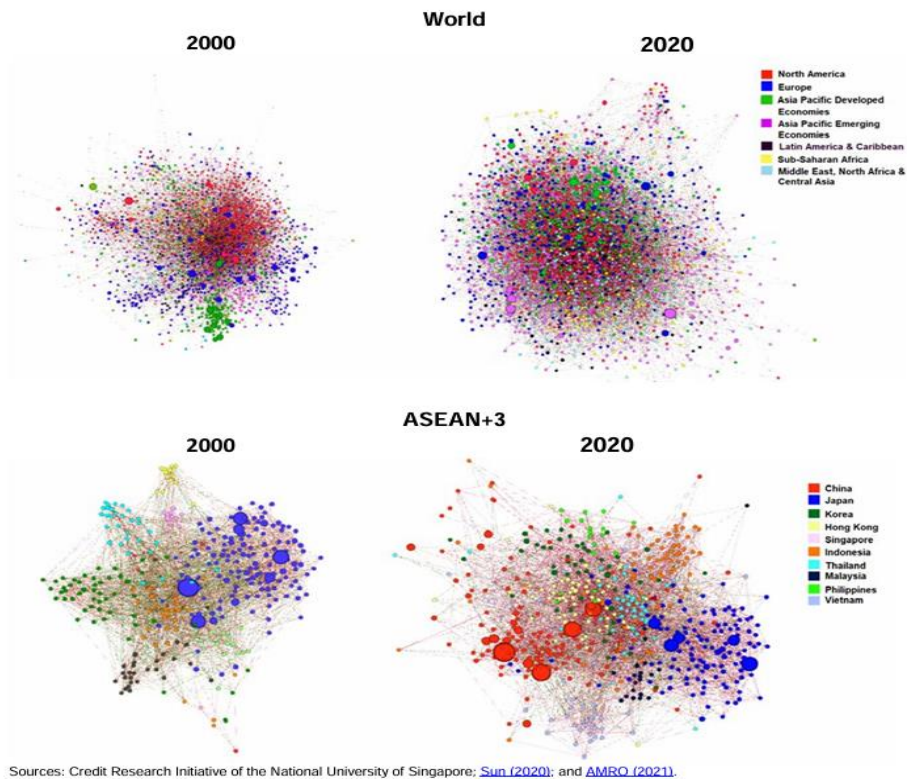 World
2000
2020
North America
Europe
Asia Pacific Developed
Economies
Asia Pacific Emerging
Economies
Latin America & Caribbean
Sub-Saharan Africa
Middle East, North Africa &
Central Asia
ASEAN+3
2000
2020
China
Japan
Korea
Hong Kong
Singapore
Indonesia
Thailand
Malaysia
Philippines
Vietnam
Sources: Credit Research Initiative of the National University of Singapore; Sun (2020); and AMRO (2021).